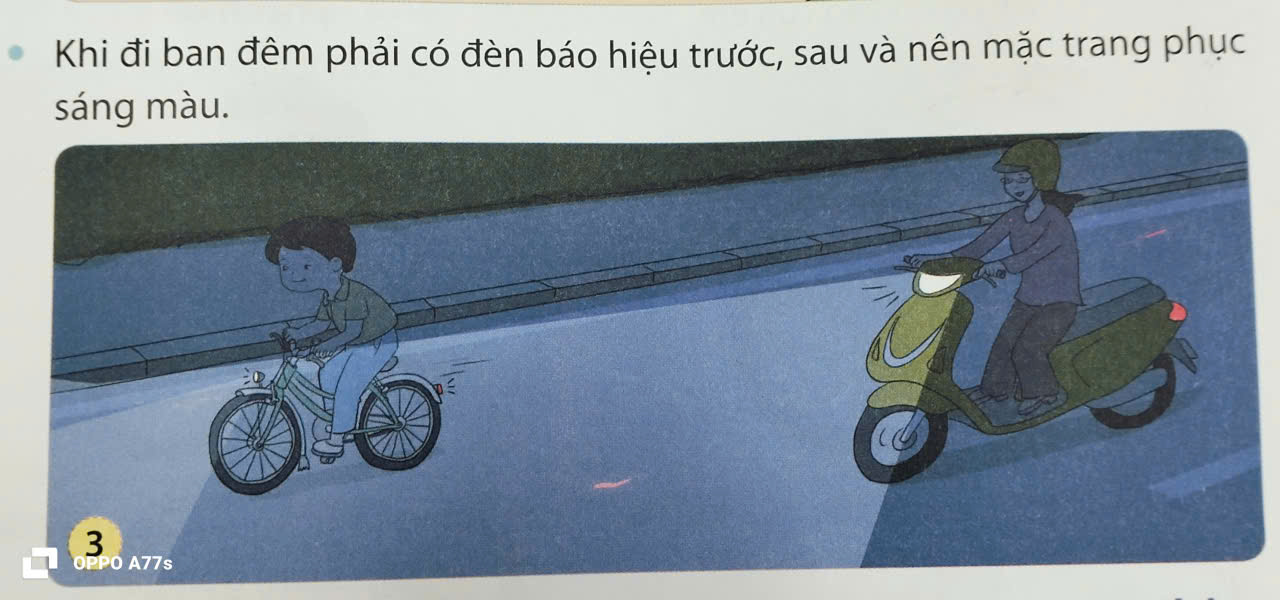 Khi đi ban đêm phải có đèn báo hiệu trước, sau và nên mặc trang phục
sáng màu.
3
OPPO A77s